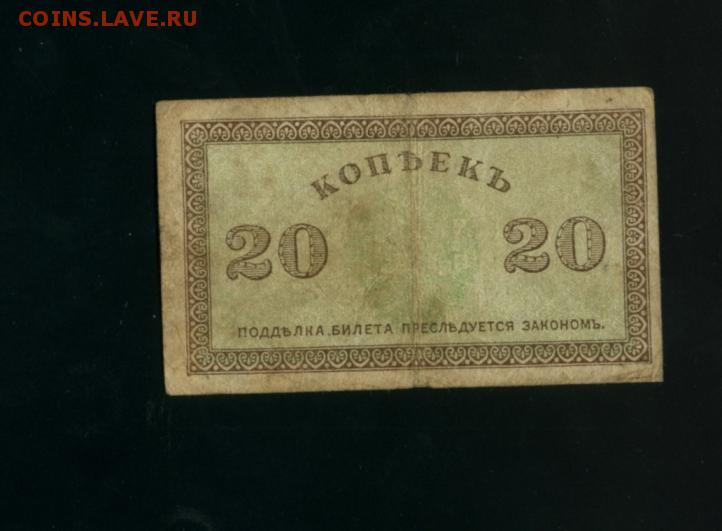 COINS.LAVE.RU
КОПѢЕКЪ
20 20
ПОДДѢЛКА БИЛЕТА ПРЕСЛѢДУЕТСЯ ЗАКОНОМЪ.